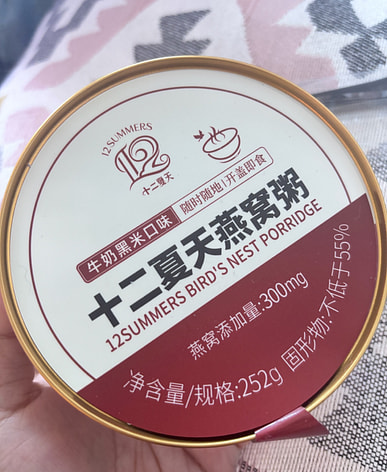 12SUMMERS
12
十二夏天
牛奶黑米口味
随时随地|开盖即食
十二夏天燕窝粥
12SUMMERS BIRD'S NEST PORRIDGE
燕窝添加量:300mg
净含量/规格:252g 固形物:不低于55%